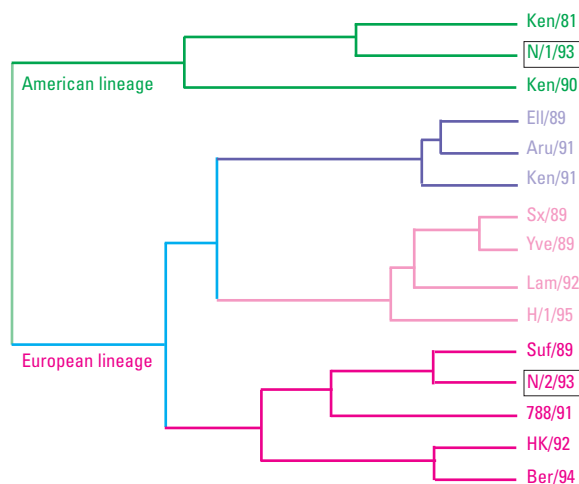 Ken/81
N/1/93
American lineage
Ken/90
Ell/89
Aru/91
Ken/91
Sx/89
Yve/89
Lam/92
H/1/95
Suf/89
European lineage
N/2/93
788/91
HK/92
Ber/94